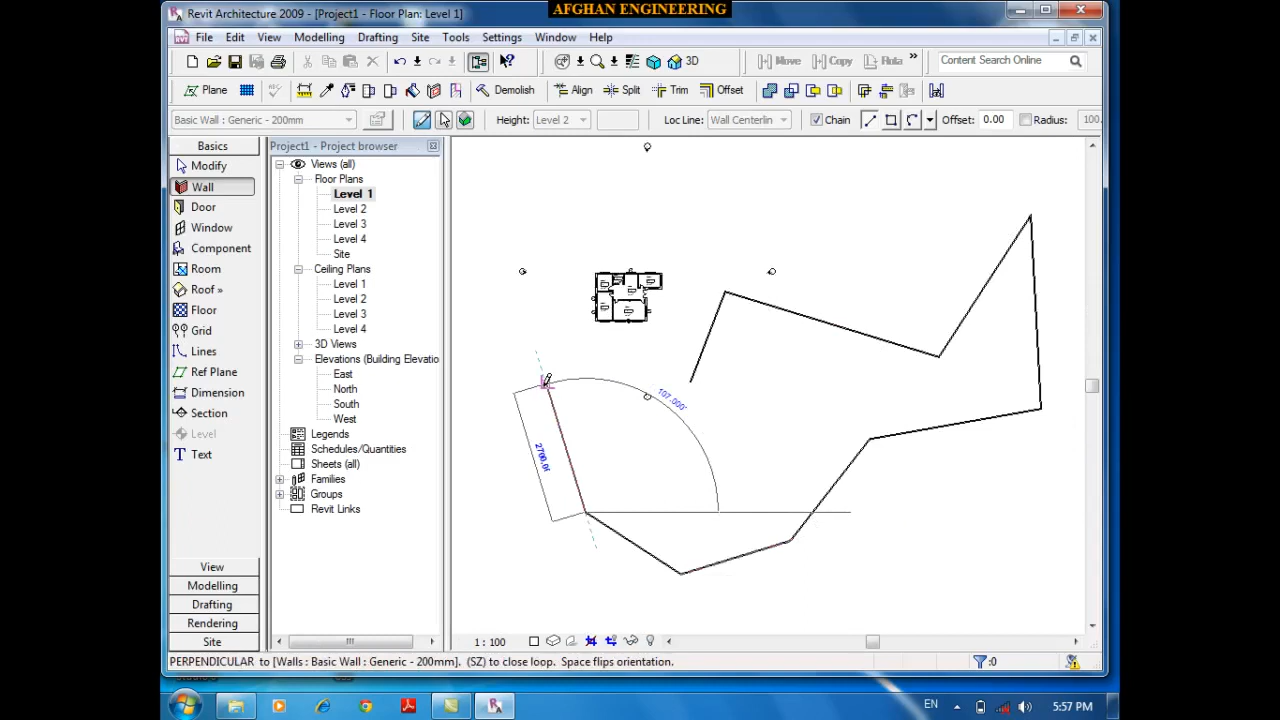 AFGHAN ENGINEERING
Revit Architecture 2009 - [Project1 - Floor Plan: Level 1]
File Edit View Modelling Drafting Site Tools Settings Window Help
3D Move Copy Rota » Content Search Online
Plane Demolish Align Split Trim Offset
Basic Wall : Generic - 200mm Height: Level 2 Loc Line: Wall Centerlin Chain Offset: 0.00 Radius: 100.
Basics
Modify
Wall
Door
Window
Component
Room
Roof »
Floor
Grid
Lines
Ref Plane
Dimension
Section
Level
Text
View
Modelling
Drafting
Rendering
Site
Project1 - Project browser
Views (all)
Floor Plans
Level 1
Level 2
Level 3
Level 4
Site
Ceiling Plans
Level 1
Level 2
Level 3
Level 4
3D Views
Elevations (Building Elevatio
East
North
South
West
Legends
Schedules/Quantities
Sheets (all)
Families
Groups
Revit Links
107.000°
1 : 100
PERPENDICULAR to [Walls : Basic Wall : Generic - 200mm]. (SZ) to close loop. Space flips orientation.
:0
EN
5:57 PM